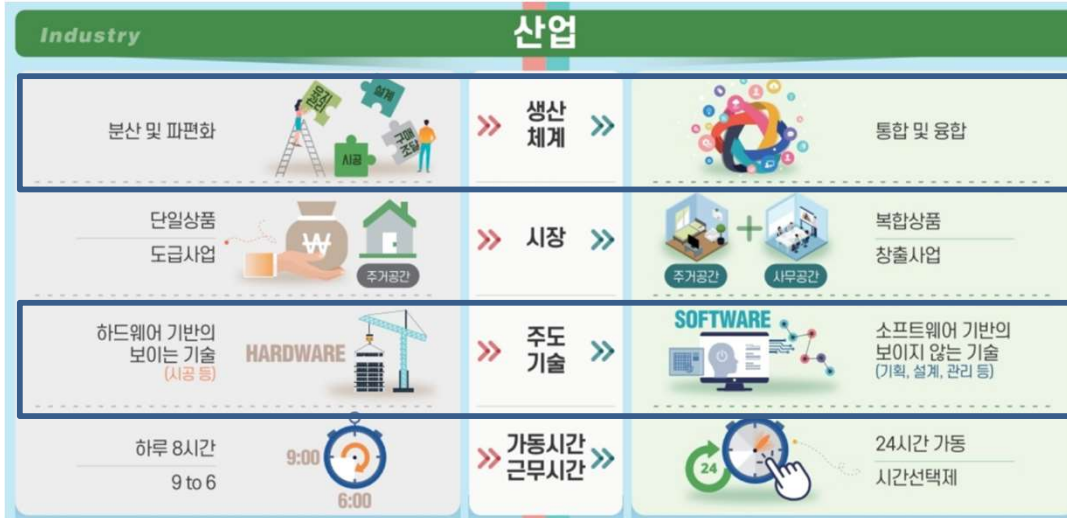 Industry
산업
분산 및 파편화
유지관리
설계
시공
구매
조달
생산
체계
통합 및 융합
단일상품
도급사업
₩
주거공간
시장
주거공간
+
사무공간
복합상품
창출사업
하드웨어 기반의
보이는 기술
(시공 등)
HARDWARE
주도
기술
SOFTWARE
소프트웨어 기반의
보이지 않는 기술
(기획, 설계, 관리 등)
하루 8시간
9 to 6
9:00
6:00
가동시간
근무시간
24
24시간 가동
시간선택제